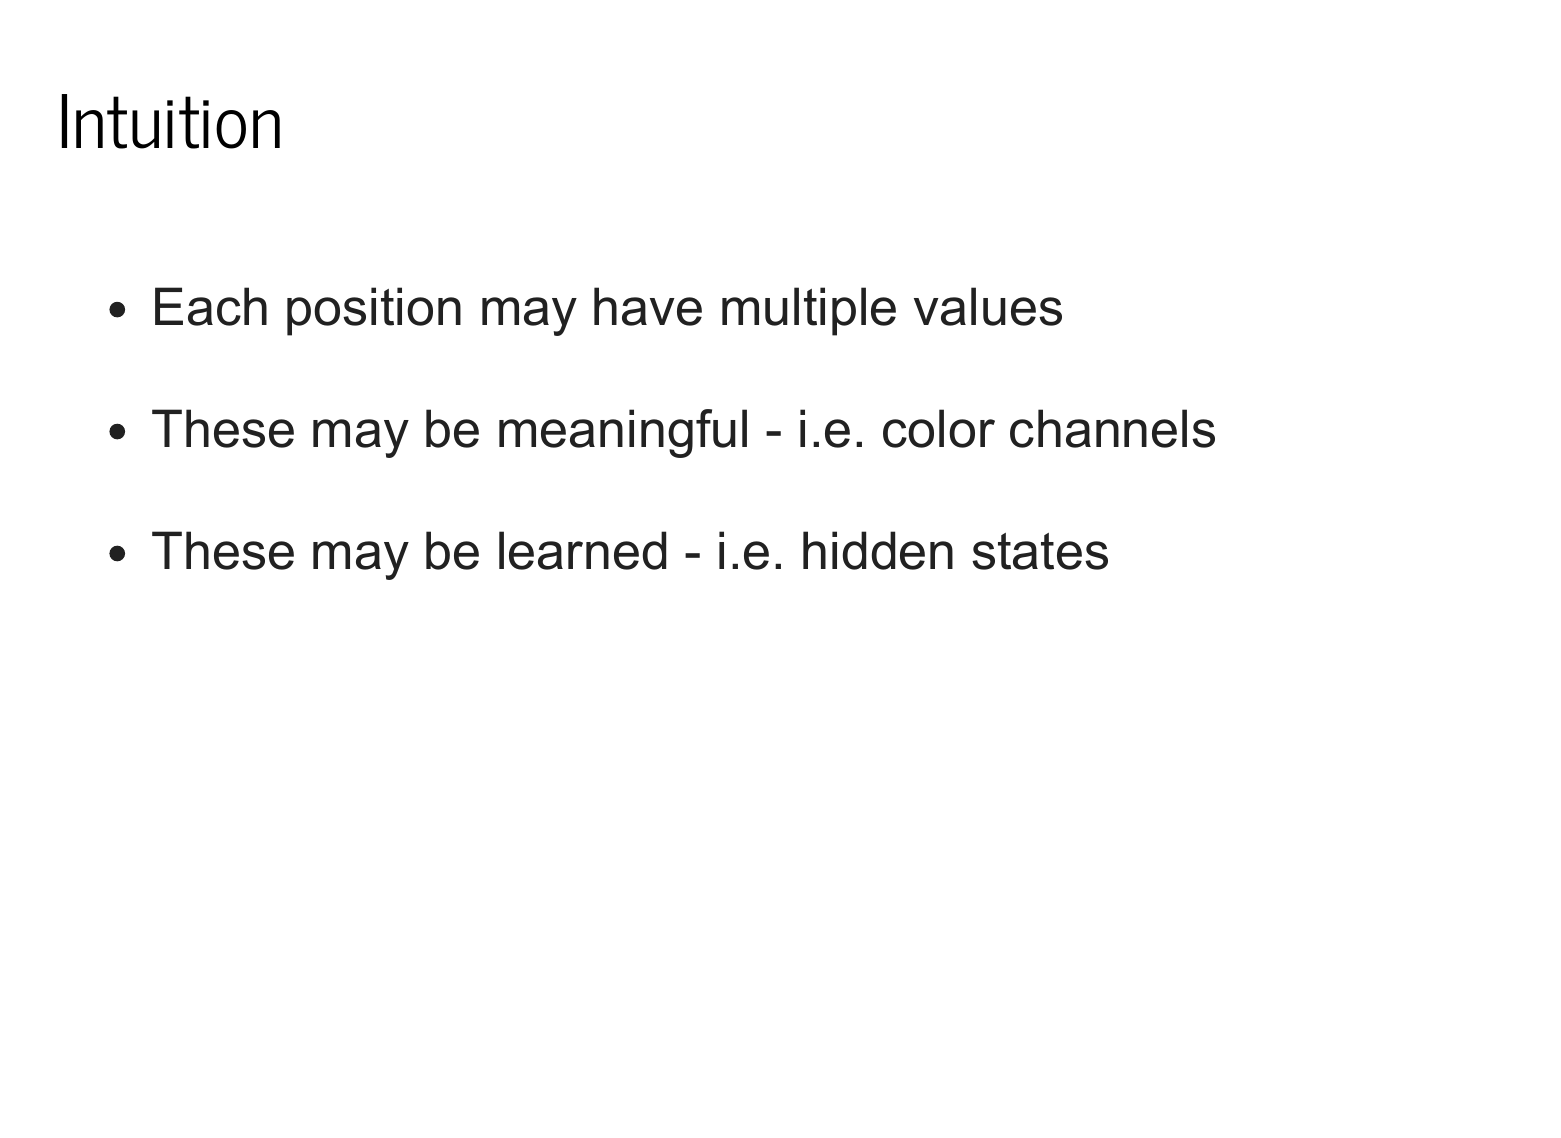 Intuition
• Each position may have multiple values
• These may be meaningful - i.e. color channels
• These may be learned - i.e. hidden states